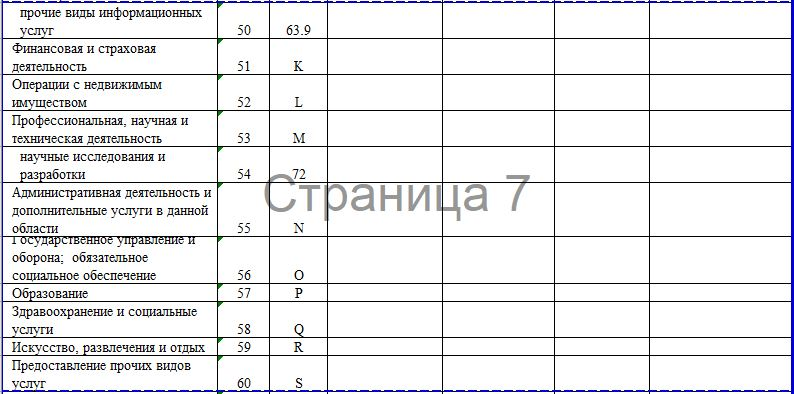 прочие виды информационных
услуг 50 63.9
Финансовая и страховая
деятельность 51 K
Операции с недвижимым
имуществом 52 L
Профессиональная, научная и
техническая деятельность 53 M
научные исследования и
разработки 54 72
Страница 7
Административная деятельность и
дополнительные услуги в данной
области 55 N
Государственное управление и
оборона; обязательное
социальное обеспечение 56 O
Образование 57 P
Здравоохранение и социальные
услуги 58 Q
Искусство, развлечения и отдых 59 R
Предоставление прочих видов
услуг 60 S